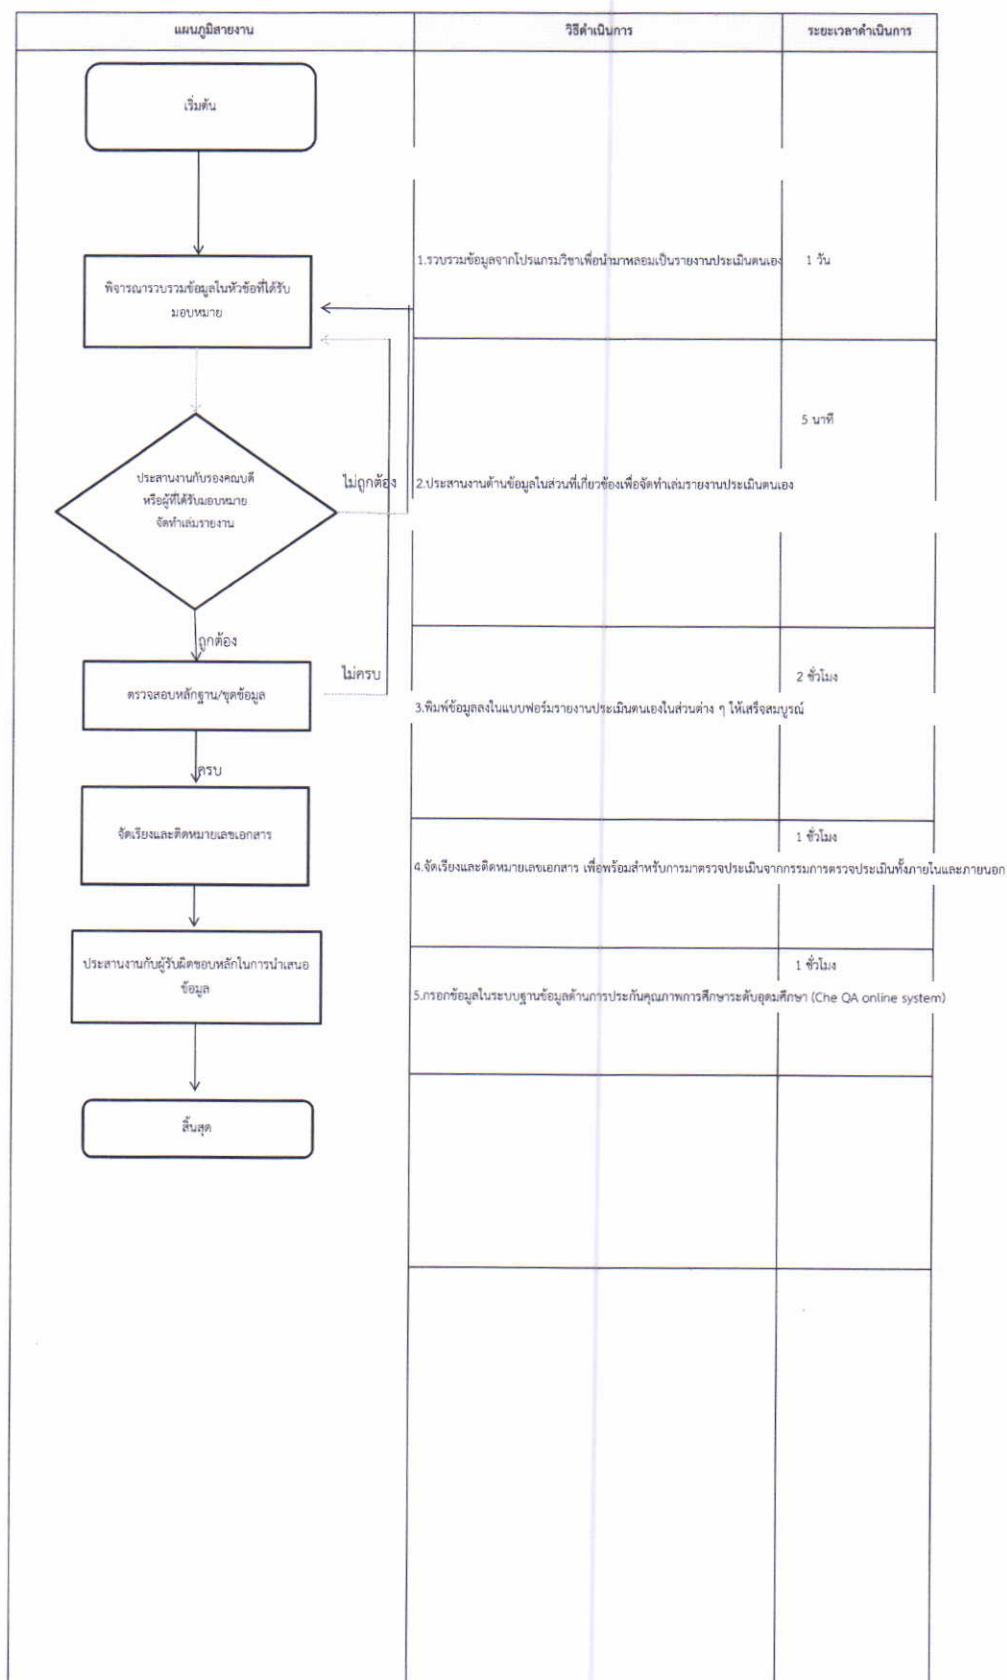 แผนภูมิสายงาน
วิธีดำเนินการ
ระยะเวลาดำเนินการ
เริ่มต้น
1.รวบรวมข้อมูลจากโปรแกรมวิชาเพื่อนำมาหลอมเป็นรายงานประเมินตนเอง
1 วัน
พิจารณารวบรวมข้อมูลในหัวข้อที่ได้รับ
มอบหมาย
5 นาที
ประสานงานกับรองคณบดี
หรือผู้ที่ได้รับมอบหมาย
จัดทำเล่มรายงาน
ไม่ถูกต้อง
2.ประสานงานด้านข้อมูลในส่วนที่เกี่ยวข้องเพื่อจัดทำเล่มรายงานประเมินตนเอง
ถูกต้อง
ตรวจสอบหลักฐาน/ชุดข้อมูล
ไม่ครบ
2 ชั่วโมง
3.พิมพ์ข้อมูลลงในแบบฟอร์มรายงานประเมินตนเองในส่วนต่าง ๆ ให้เสร็จสมบูรณ์
ครบ
จัดเรียงและติดหมายเลขเอกสาร
1 ชั่วโมง
4.จัดเรียงและติดหมายเลขเอกสาร เพื่อพร้อมสำหรับการมาตรวจประเมินจากกรรมการตรวจประเมินทั้งภายในและภายนอก
ประสานงานกับผู้รับผิดชอบหลักในการนำเสนอ
ข้อมูล
1 ชั่วโมง
5.กรอกข้อมูลในระบบฐานข้อมูลด้านการประกันคุณภาพการศึกษาระดับอุดมศึกษา (Che QA online system)
สิ้นสุด